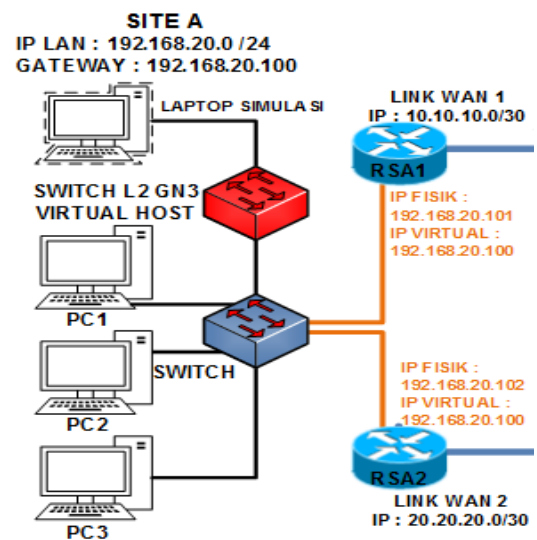 SITE A
IP LAN : 192.168.20.0 /24
GATEWAY : 192.168.20.100
LAPTOP SIMULASI
SWITCH L2 GN3
VIRTUAL HOST
PC1
SWITCH
PC2
PC3
LINK WAN 1
IP : 10.10.10.0/30
RSA1
IP FISIK :
192.168.20.101
IP VIRTUAL :
192.168.20.100
IP FISIK :
192.168.20.102
IP VIRTUAL :
192.168.20.100
RSA2
LINK WAN 2
IP : 20.20.20.0/30